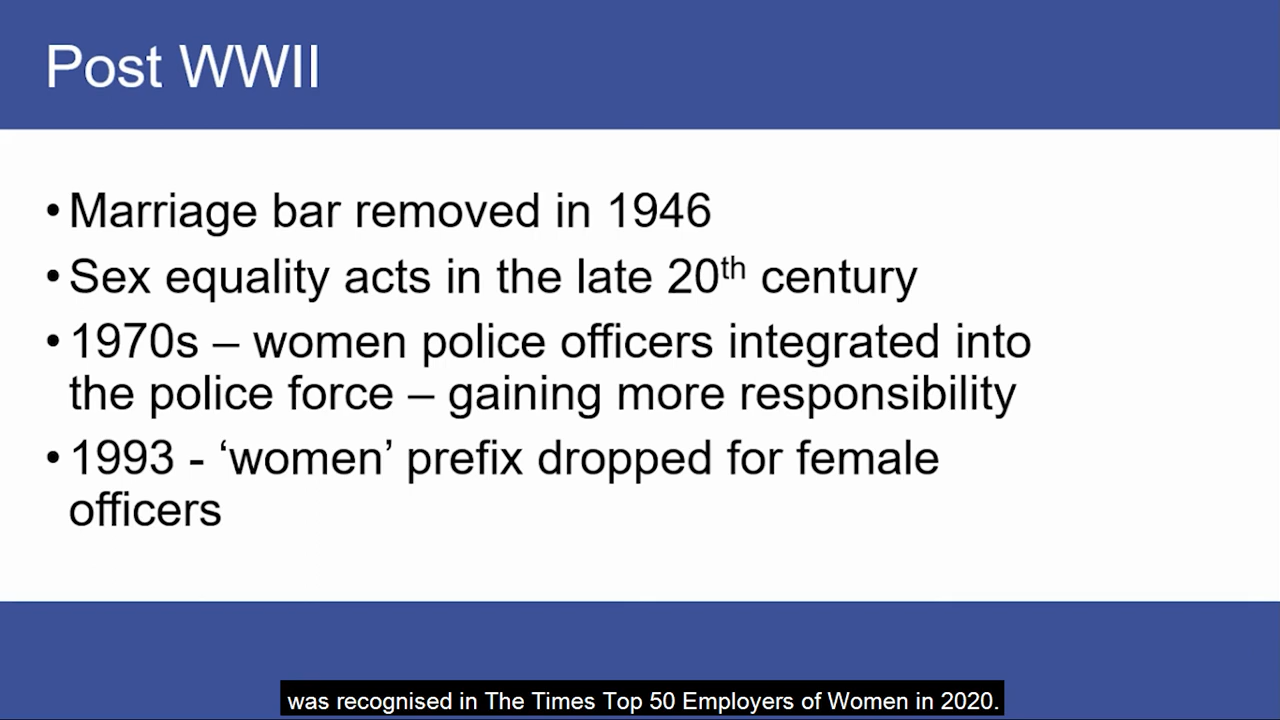 Post WWII
• Marriage bar removed in 1946
• Sex equality acts in the late 20th century
• 1970s – women police officers integrated into
the police force – gaining more responsibility
• 1993 - ‘women’ prefix dropped for female
officers
was recognised in The Times Top 50 Employers of Women in 2020.